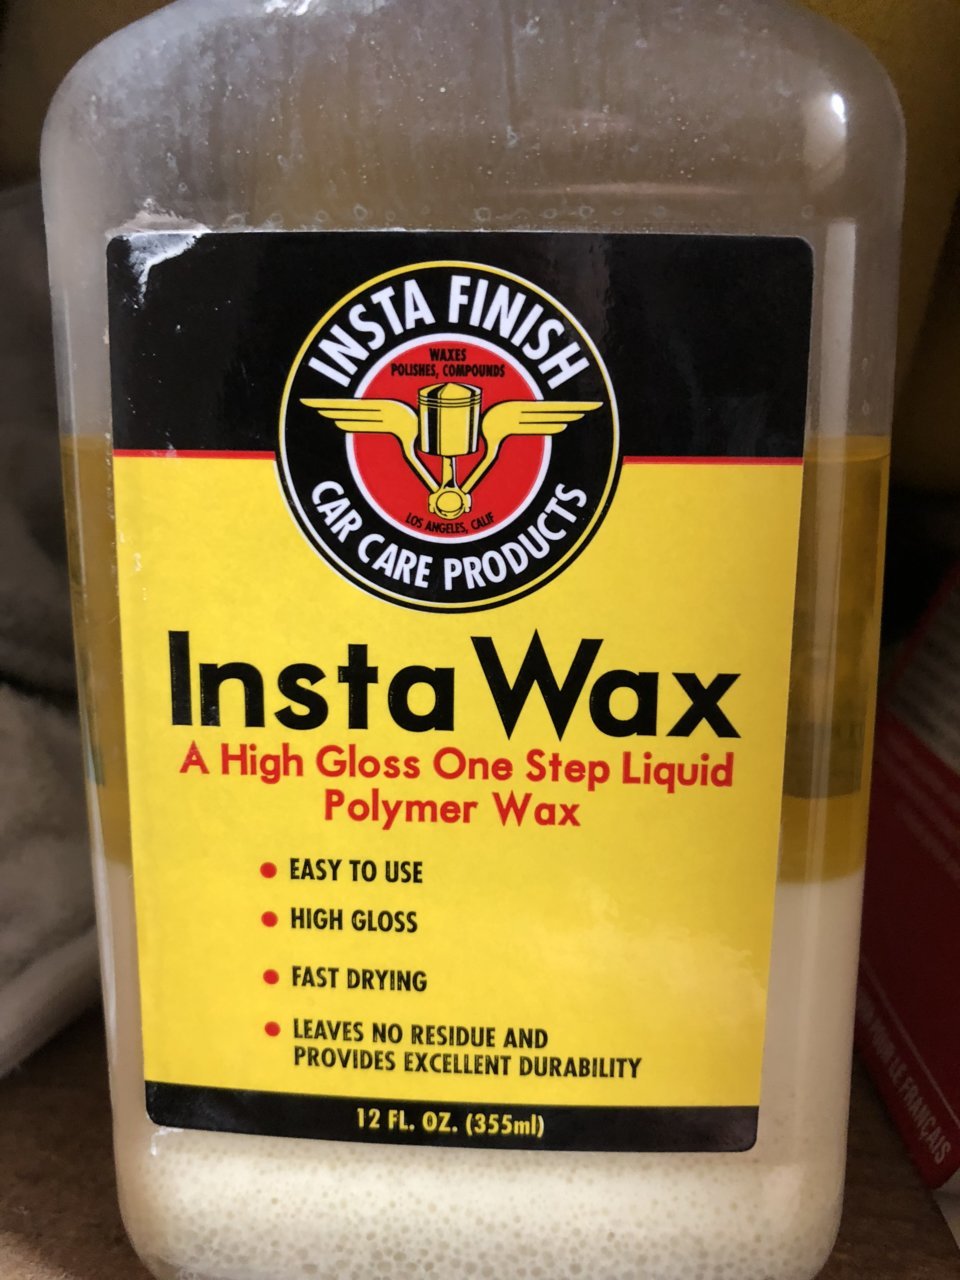 INSTA FINISH
WAXES
POLISHES, COMPOUNDS
LOS ANGELES, CALIF
CAR CARE PRODUCTS
Insta Wax
A High Gloss One Step Liquid
Polymer Wax
EASY TO USE
HIGH GLOSS
FAST DRYING
LEAVES NO RESIDUE AND
PROVIDES EXCELLENT DURABILITY
12 FL. OZ. (355ml)
LE FRANÇAIS